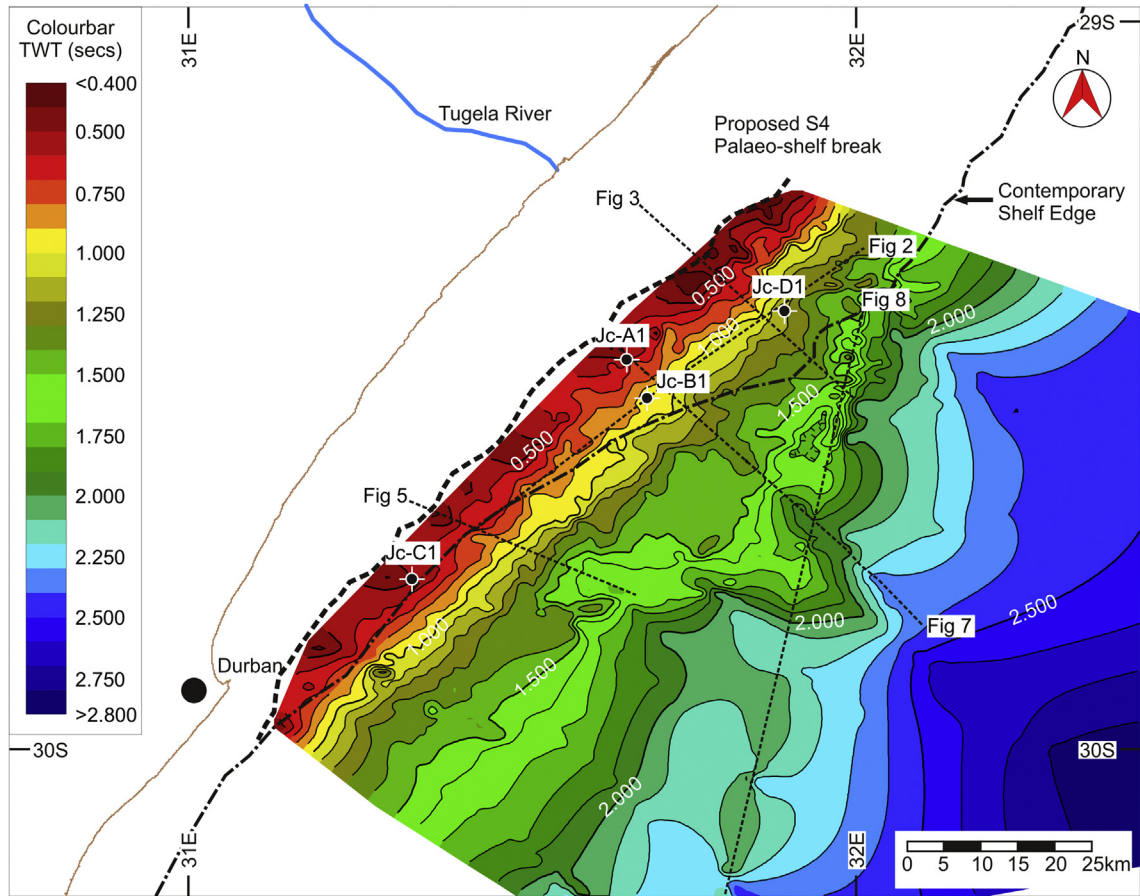 Colourbar
TWT (secs)
<0.400
0.500
0.750
1.000
1.250
1.500
1.750
2.000
2.250
2.500
2.750
>2.800
31E
32E
29S
N
Tugela River
Proposed S4
Palaeo-shelf break
Contemporary
Shelf Edge
Fig 3
Fig 2
Fig 8
Jc-D1
0.500
1.000
2.000
Jc-A1
Jc-B1
1.500
0.500
Fig 5
Jc-C1
1.000
2.000
Fig 7
2.500
Durban
1.500
2.000
30S
30S
31E
32E
0 5 10 15 20 25km